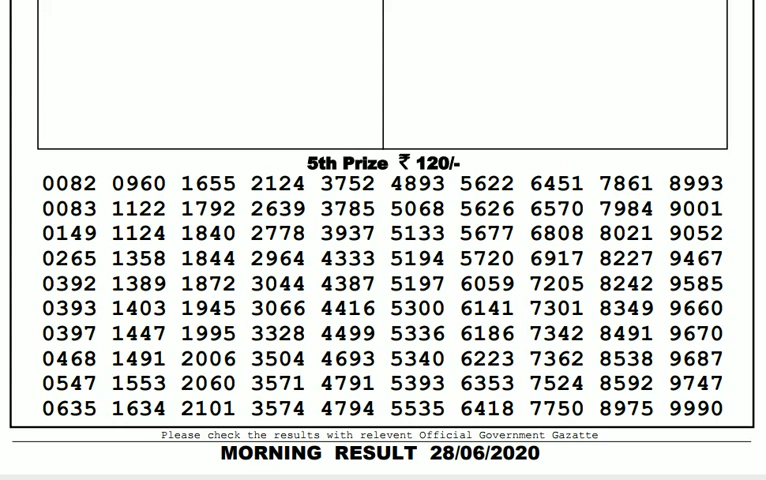 5th Prize ₹ 120/-
0082 0960 1655 2124 3752 4893 5622 6451 7861 8993
0083 1122 1792 2639 3785 5068 5626 6570 7984 9001
0149 1124 1840 2778 3937 5133 5677 6808 8021 9052
0265 1358 1844 2964 4333 5194 5720 6917 8227 9467
0392 1389 1872 3044 4387 5197 6059 7205 8242 9585
0393 1403 1945 3066 4416 5300 6141 7301 8349 9660
0397 1447 1995 3328 4499 5336 6186 7342 8491 9670
0468 1491 2006 3504 4693 5340 6223 7362 8538 9687
0547 1553 2060 3571 4791 5393 6353 7524 8592 9747
0635 1634 2101 3574 4794 5535 6418 7750 8975 9990
Please check the results with relevent Official Government Gazatte
MORNING RESULT 28/06/2020